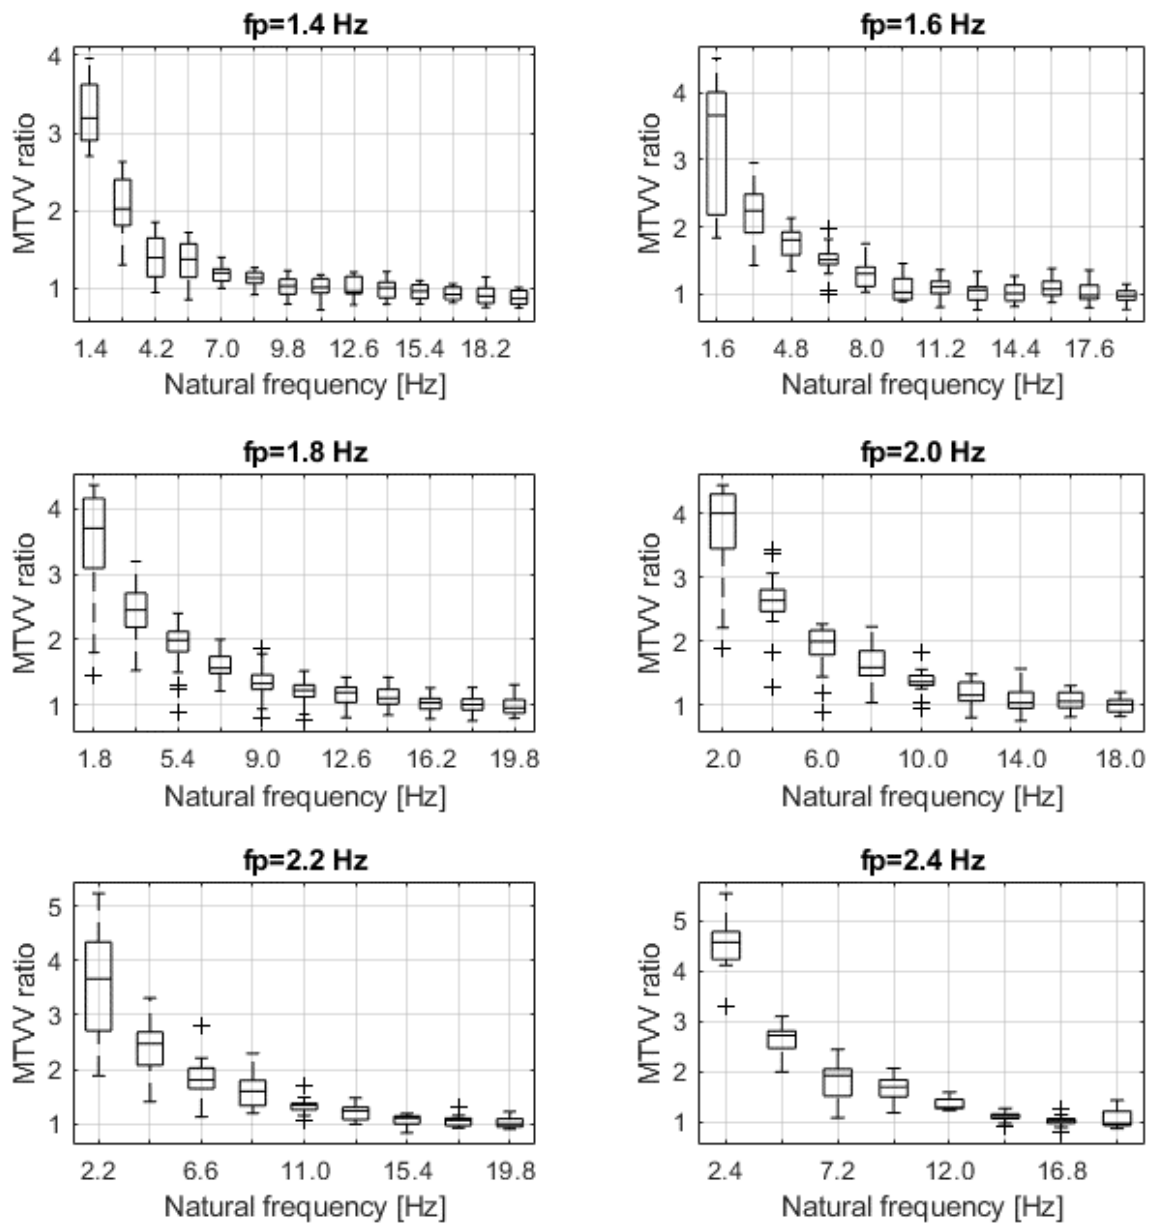 fp=1.4 Hz
MTVV ratio
4
3
2
1
1.4 4.2 7.0 9.8 12.6 15.4 18.2
Natural frequency [Hz]
fp=1.6 Hz
MTVV ratio
4
3
2
1
1.6 4.8 8.0 11.2 14.4 17.6
Natural frequency [Hz]
fp=1.8 Hz
MTVV ratio
4
3
2
1
1.8 5.4 9.0 12.6 16.2 19.8
Natural frequency [Hz]
fp=2.0 Hz
MTVV ratio
4
3
2
1
2.0 6.0 10.0 14.0 18.0
Natural frequency [Hz]
fp=2.2 Hz
MTVV ratio
5
4
3
2
1
2.2 6.6 11.0 15.4 19.8
Natural frequency [Hz]
fp=2.4 Hz
MTVV ratio
5
4
3
2
1
2.4 7.2 12.0 16.8
Natural frequency [Hz]